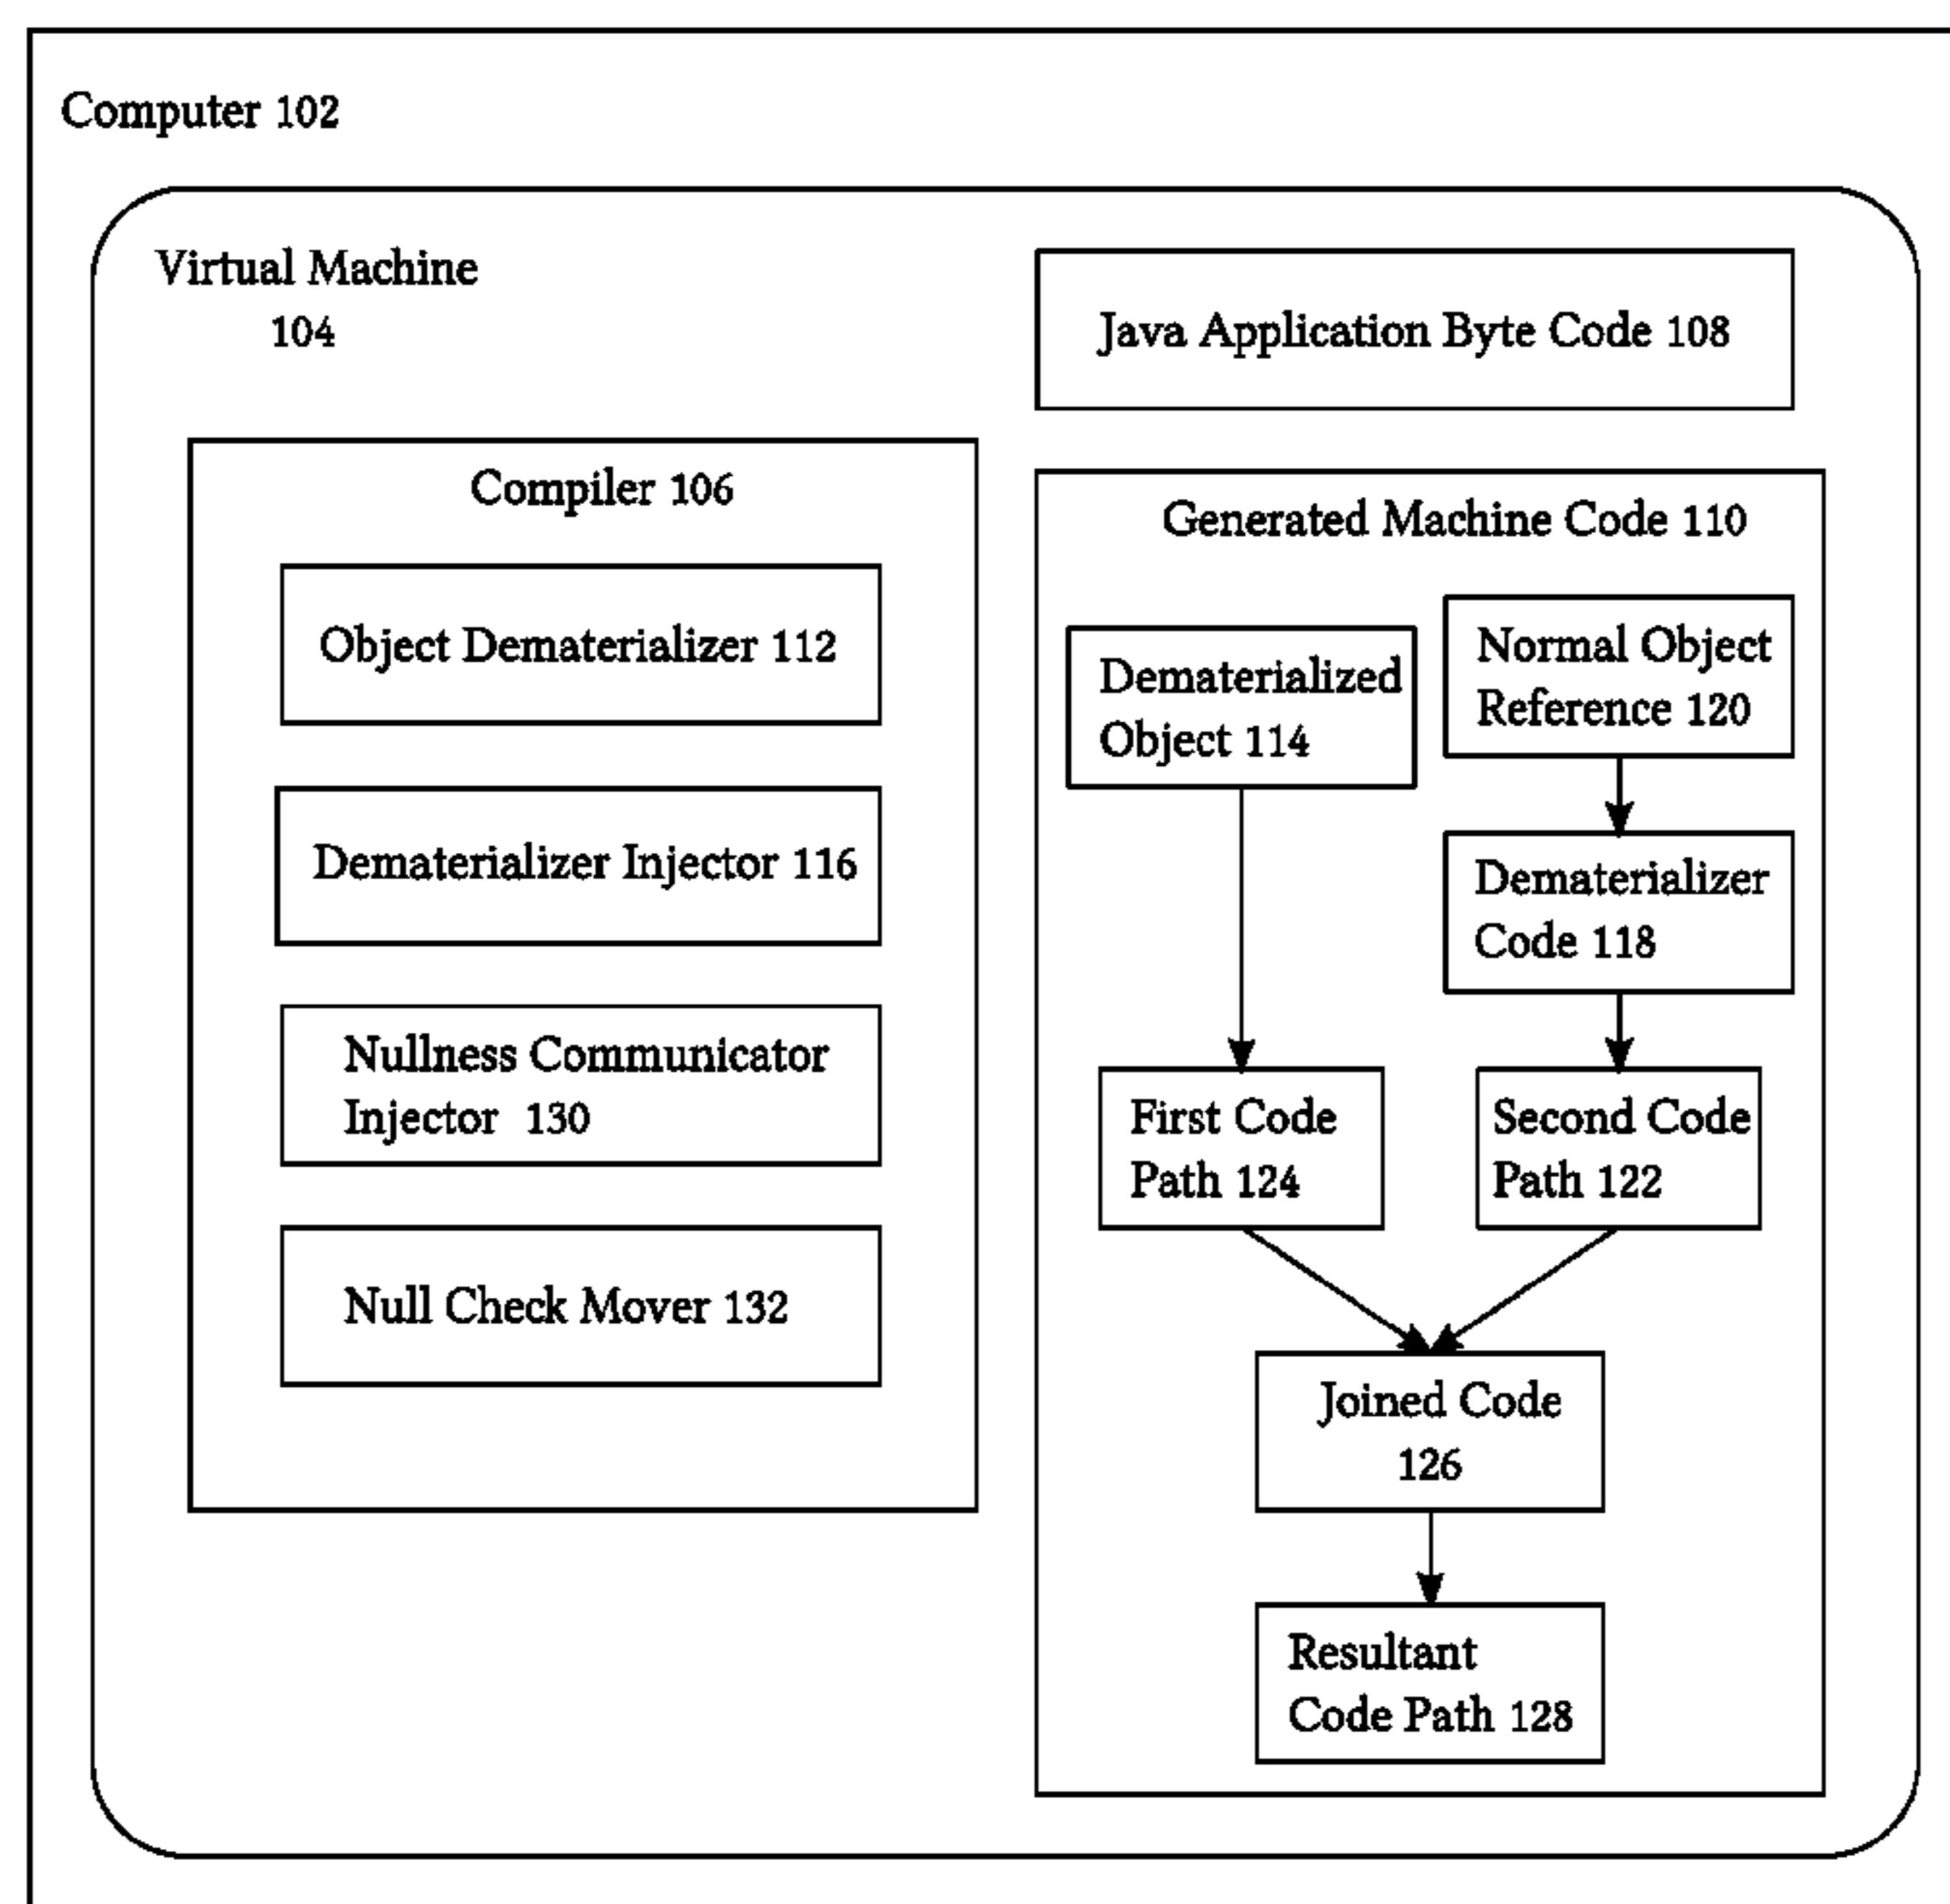 Computer 102
Virtual Machine
104
Java Application Byte Code 108
Compiler 106
Object Dematerializer 112
Dematerializer Injector 116
Nullness Communicator
Injector 130
Null Check Mover 132
Generated Machine Code 110
Dematerialized
Object 114
Normal Object
Reference 120
Dematerializer
Code 118
First Code
Path 124
Second Code
Path 122
Joined Code
126
Resultant
Code Path 128